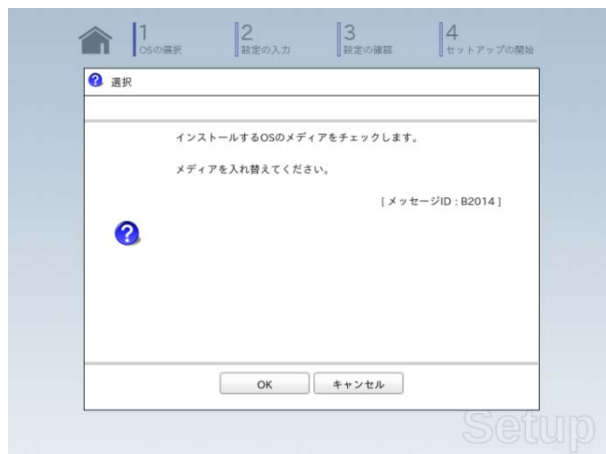 1
OSの選択
2
設定の入力
3
設定の確認
4
セットアップの開始
選択
インストールするOSのメディアをチェックします。
メディアを入れ替えてください。
[ メッセージID : B2014 ]
OK
キャンセル
Setup